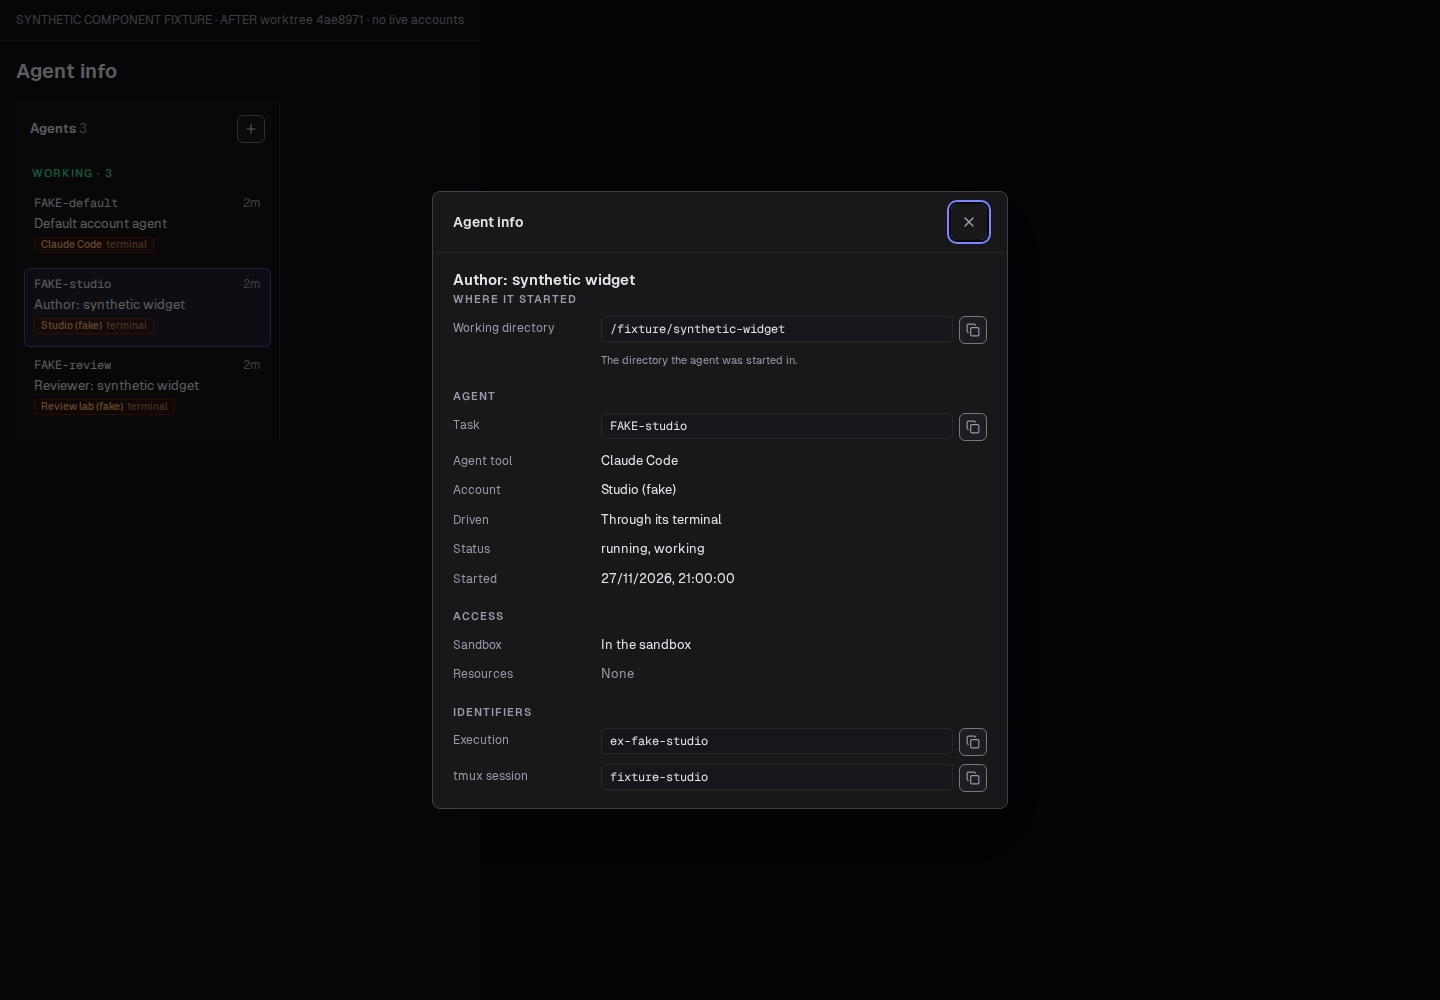 SYNTHETIC COMPONENT FIXTURE · AFTER worktree 4ae8971 · no live accounts
Agent info
Agents 3
WORKING · 3
FAKE-default 2m
Default account agent
Claude Code terminal
FAKE-studio 2m
Author: synthetic widget
Studio (fake) terminal
FAKE-review 2m
Reviewer: synthetic widget
Review lab (fake) terminal
Agent info
Author: synthetic widget
WHERE IT STARTED
Working directory /fixture/synthetic-widget
The directory the agent was started in.
AGENT
Task FAKE-studio
Agent tool Claude Code
Account Studio (fake)
Driven Through its terminal
Status running, working
Started 27/11/2026, 21:00:00
ACCESS
Sandbox In the sandbox
Resources None
IDENTIFIERS
Execution ex-fake-studio
tmux session fixture-studio